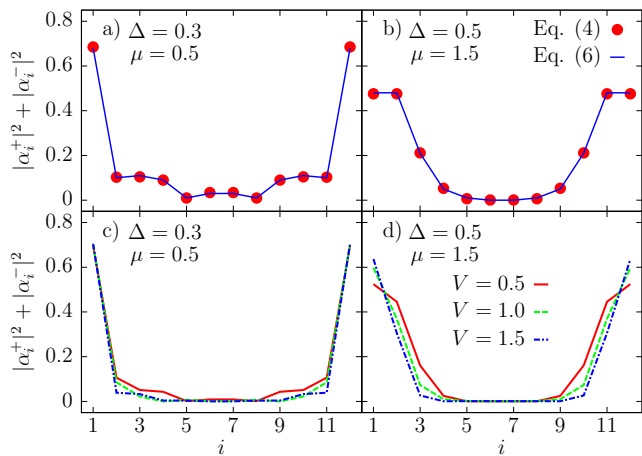 a) Δ = 0.3
μ = 0.5
b) Δ = 0.5
μ = 1.5
Eq. (4)
Eq. (6)
|α_i^+|^2 + |α_i^-|^2
0.8
0.6
0.4
0.2
0
c) Δ = 0.3
μ = 0.5
d) Δ = 0.5
μ = 1.5
V = 0.5
V = 1.0
V = 1.5
|α_i^+|^2 + |α_i^-|^2
0.8
0.6
0.4
0.2
0
1 3 5 7 9 11 1 3 5 7 9 11
i i